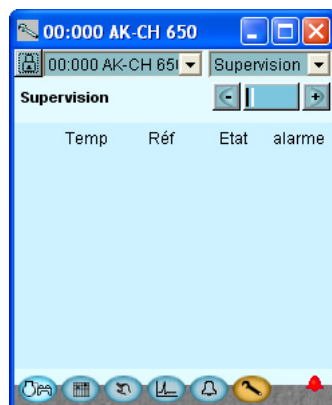 00:000 AK-CH 650
00:000 AK-CH 65 Supervision
Supervision
Temp Réf Etat alarme